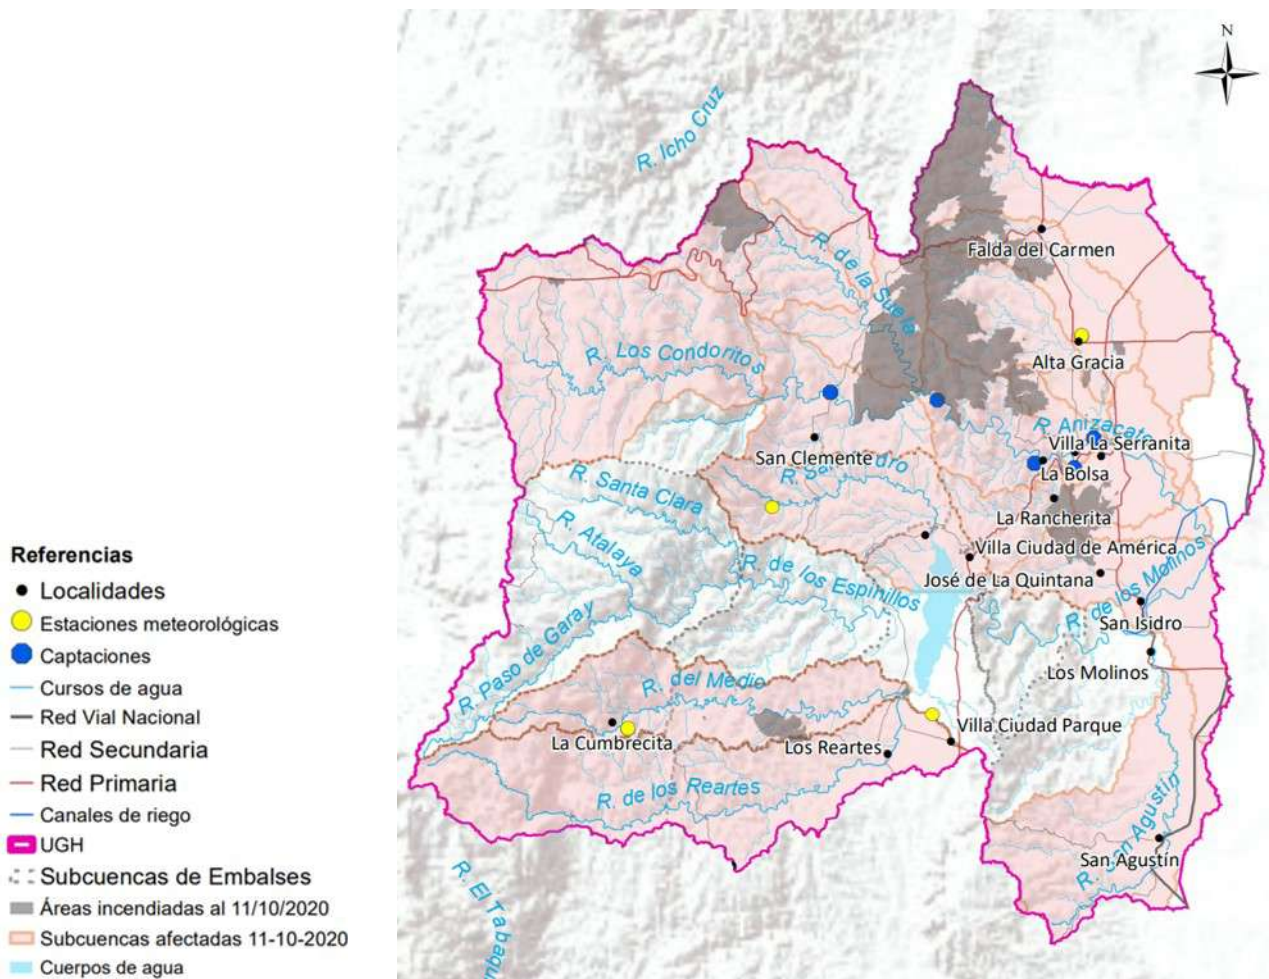 N
R. Icho Cruz
Falda del Carmen
R. de la Suela
Alta Gracia
R. Los Condoritos
R. Anizacate
Villa La Serranita
San Clemente
La Bolsa
R. Santa Clara
La Rancherita
R. Atalaya
Villa Ciudad de América
R. de los Espinillos
José de La Quintana
R. de los Molinos
San Isidro
R. Paso de Garay
Los Molinos
R. del Medio
Villa Ciudad Parque
La Cumbrecita
Los Reartes
R. de los Reartes
San Agustín
R. San Agustín
Referencias
Localidades
Estaciones meteorológicas
Captaciones
Cursos de agua
Red Vial Nacional
Red Secundaria
Red Primaria
Canales de riego
UGH
Subcuencas de Embalses
Áreas incendiadas al 11/10/2020
Subcuencas afectadas 11-10-2020
Cuerpos de agua